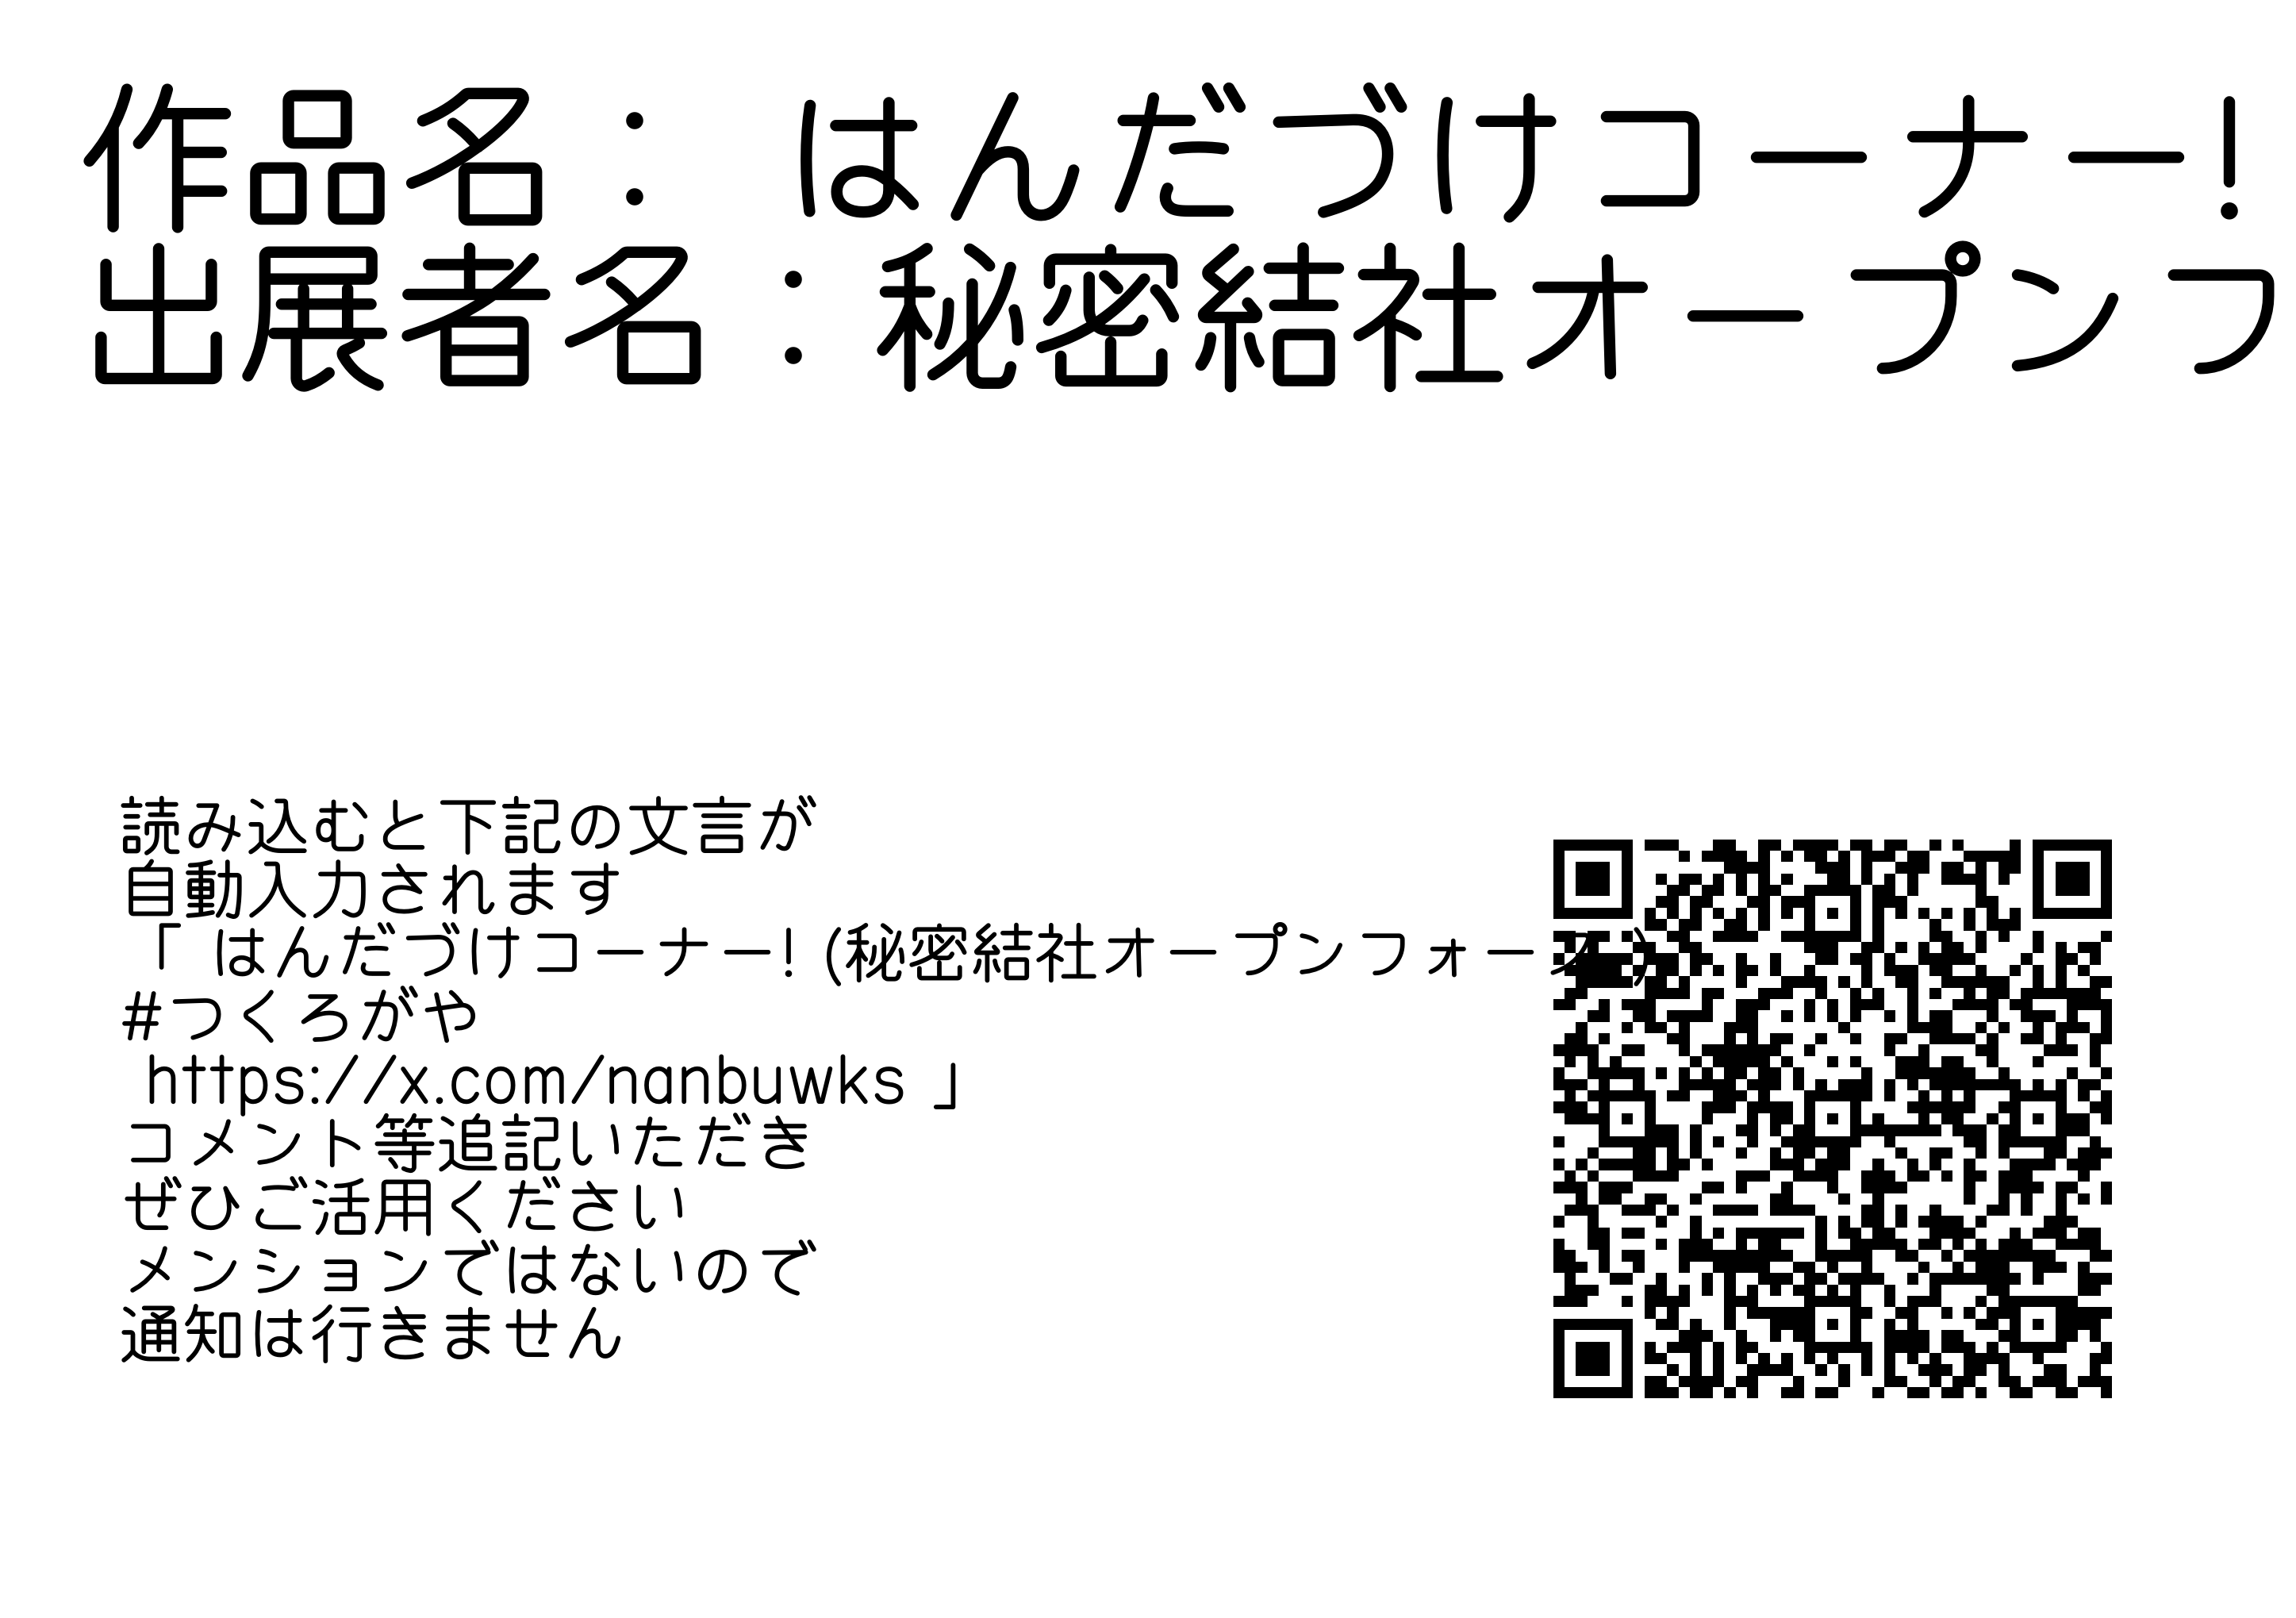 作品名： はんだづけコーナー！
出展者名：秘密結社オープンフ
読み込むと下記の文言が
自動入力されます
「はんだづけコーナー！（秘密結社オープンフォース）
#つくろがや
https://x.com/nanbuwks 」
コメント等追記いただき
ぜひご活用ください
メンションではないので
通知は行きません